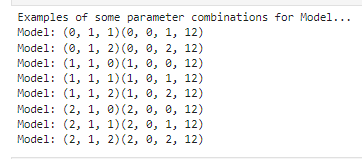 Examples of some parameter combinations for Model...
Model: (0, 1, 1)(0, 0, 1, 12)
Model: (0, 1, 2)(0, 0, 2, 12)
Model: (1, 1, 0)(1, 0, 0, 12)
Model: (1, 1, 1)(1, 0, 1, 12)
Model: (1, 1, 2)(1, 0, 2, 12)
Model: (2, 1, 0)(2, 0, 0, 12)
Model: (2, 1, 1)(2, 0, 1, 12)
Model: (2, 1, 2)(2, 0, 2, 12)